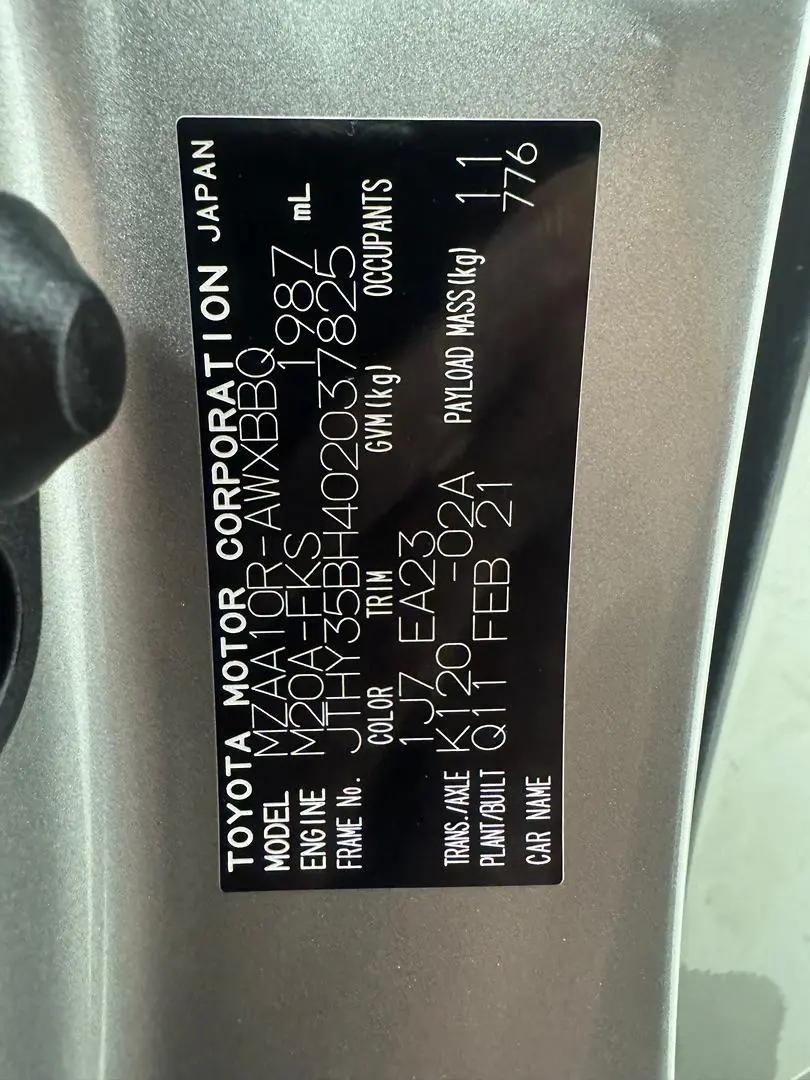 TOYOTA MOTOR CORPORATION JAPAN
MODEL MZAA10R-AWXBBQ
ENGINE M20A-FKS 1987 mL
FRAME No. JTHY35BH402037825
COLOR TRIM GVM(kg) OCCUPANTS
1J7 EA23
TRANS./AXLE K120 -02A PAYLOAD MASS(kg) 11
PLANT/BUILT Q11 FEB 21 776
CAR NAME